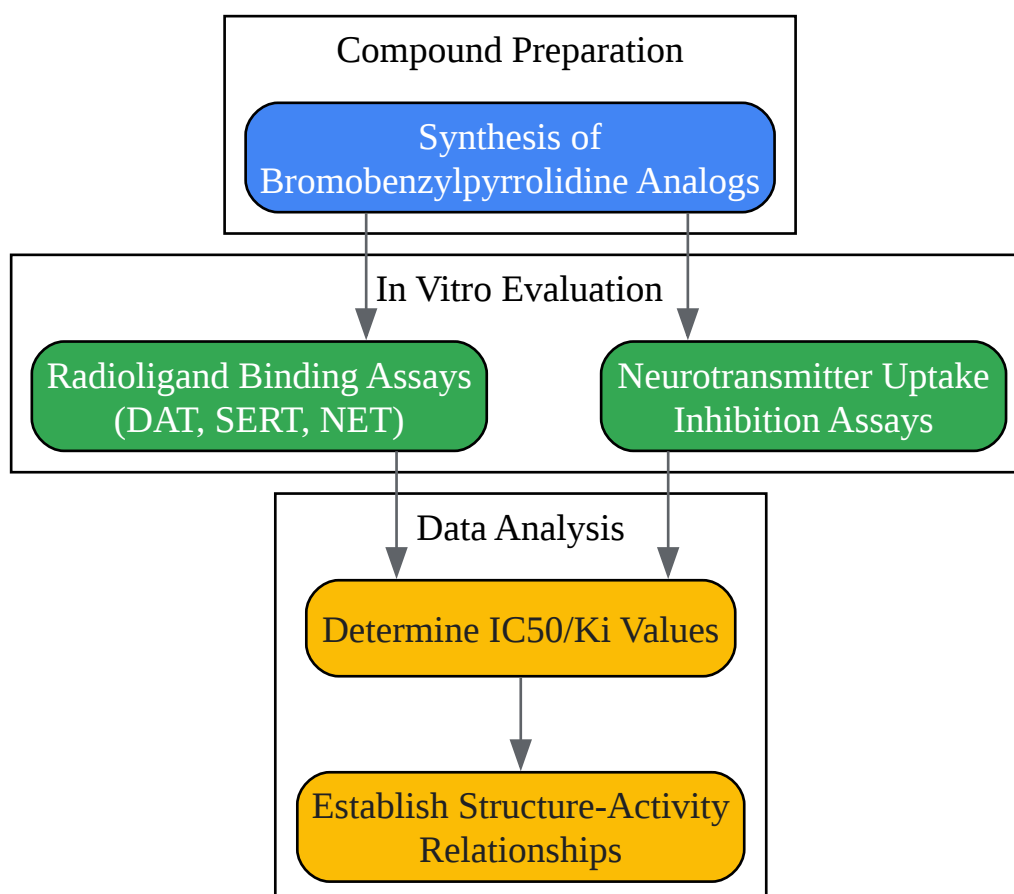 Compound Preparation
Synthesis of
Bromobenzylpyrrolidine Analogs
In Vitro Evaluation
Radioligand Binding Assays
(DAT, SERT, NET)
Neurotransmitter Uptake
Inhibition Assays
Data Analysis
Determine IC50/Ki Values
Establish Structure-Activity
Relationships